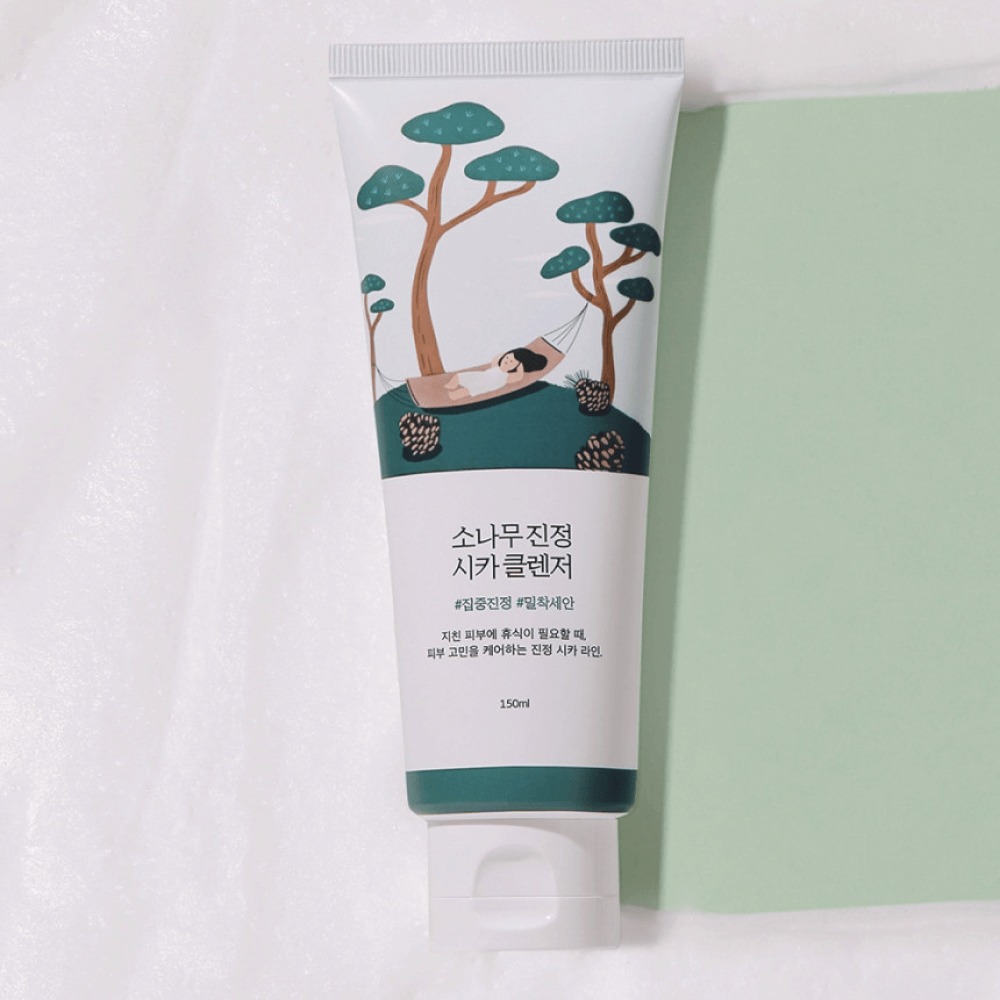 소나무 진정
시카 클렌저
#집중진정 #밀착세안
지친 피부에 휴식이 필요할 때,
피부 고민을 케어하는 진정 시카 라인.
150ml